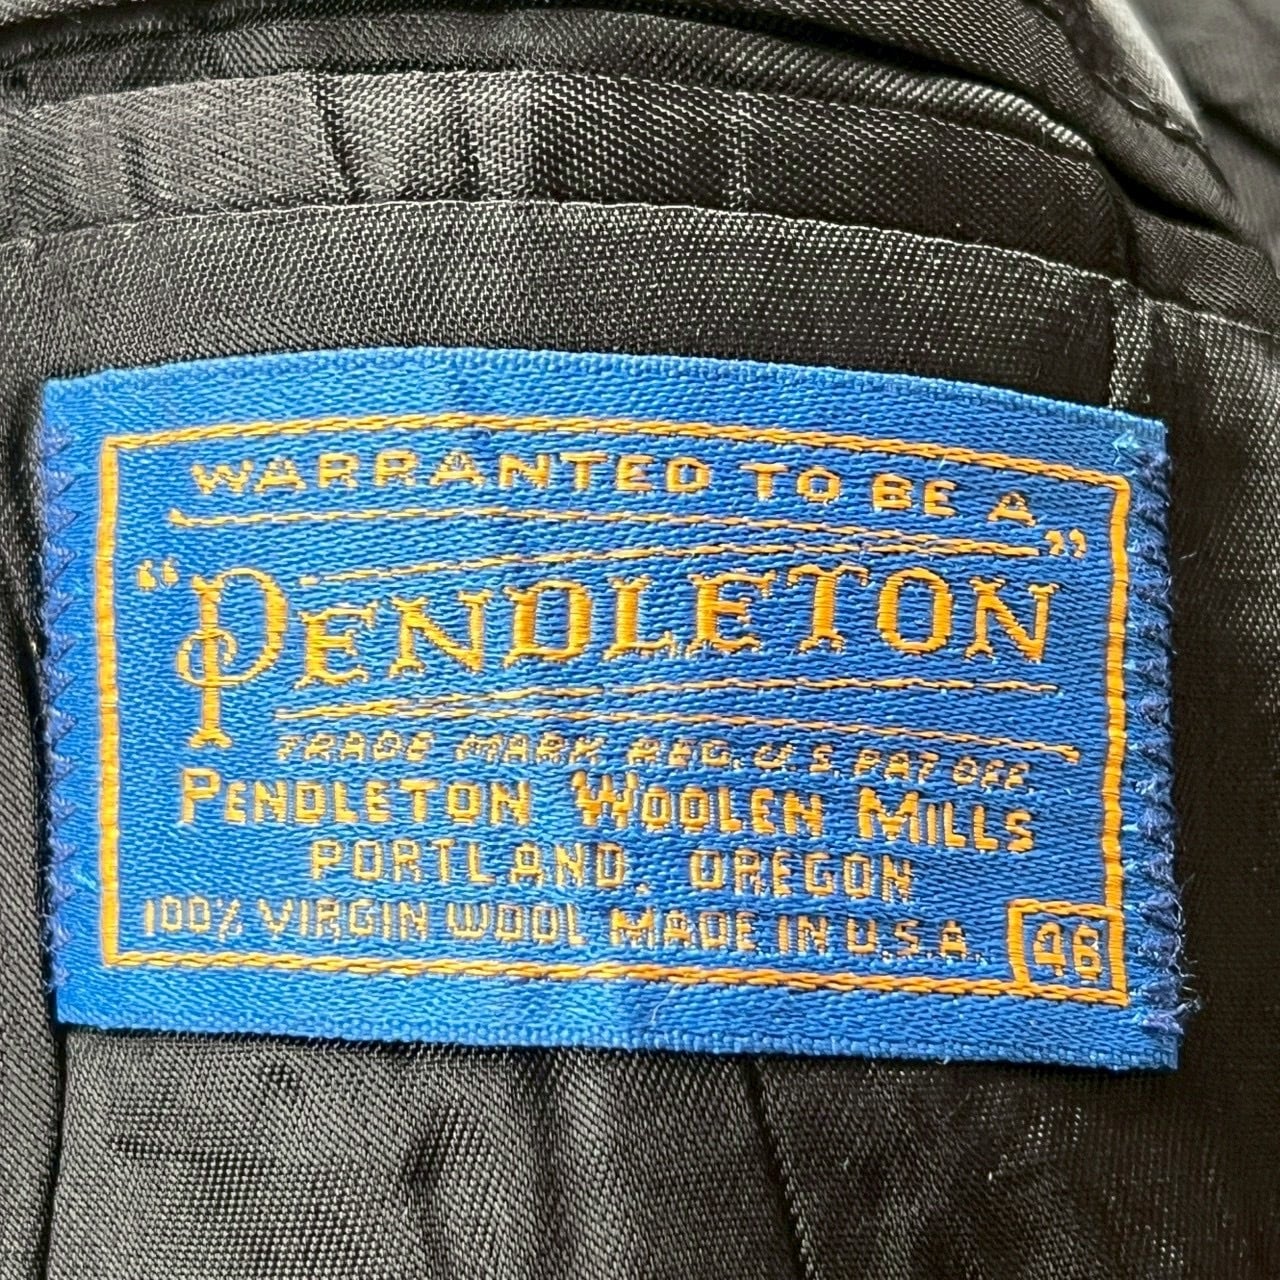 WARRANTED TO BE A
"PENDLETON"
TRADE MARK REG. U.S. PAT OFF.
PENDLETON WOOLEN MILLS
PORTLAND, OREGON
100% VIRGIN WOOL MADE IN U.S.A.
46